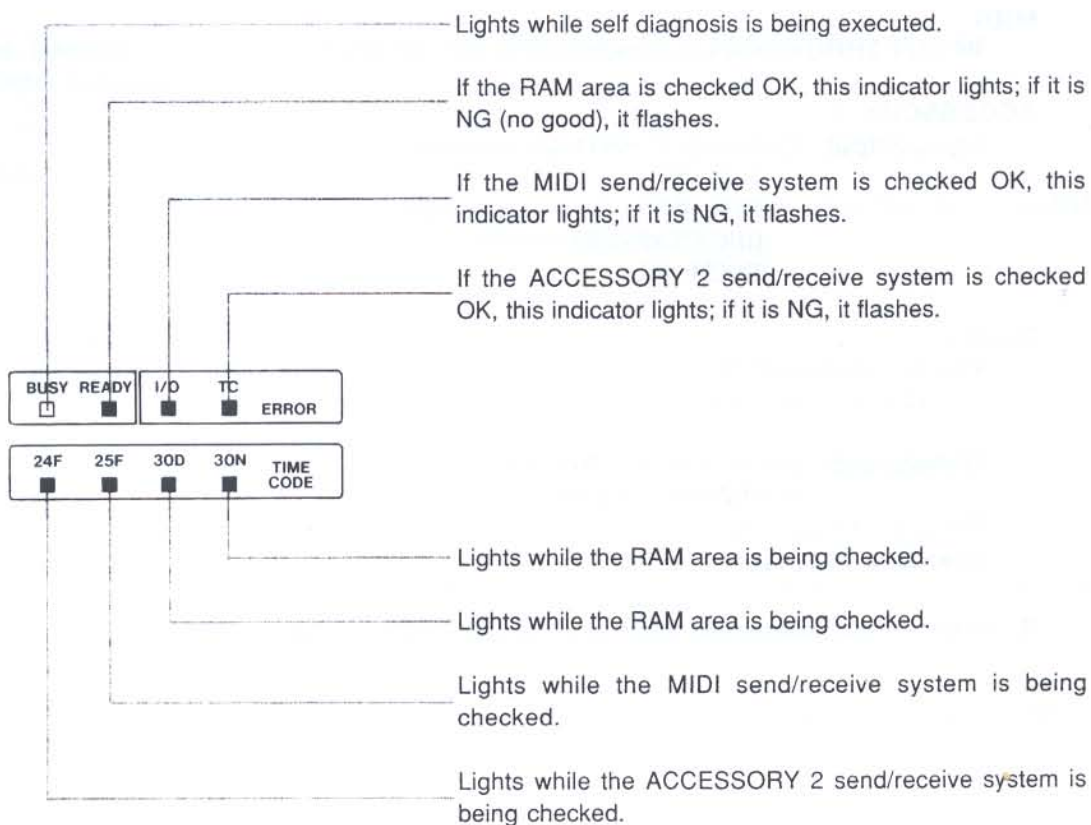 Lights while self diagnosis is being executed.
If the RAM area is checked OK, this indicator lights; if it is
NG (no good), it flashes.
If the MIDI send/receive system is checked OK, this
indicator lights; if it is NG, it flashes.
If the ACCESSORY 2 send/receive system is checked
OK, this indicator lights; if it is NG, it flashes.
BUSY READY I/O TC
ERROR
24F 25F 30D 30N TIME
CODE
Lights while the RAM area is being checked.
Lights while the RAM area is being checked.
Lights while the MIDI send/receive system is being
checked.
Lights while the ACCESSORY 2 send/receive system is
being checked.